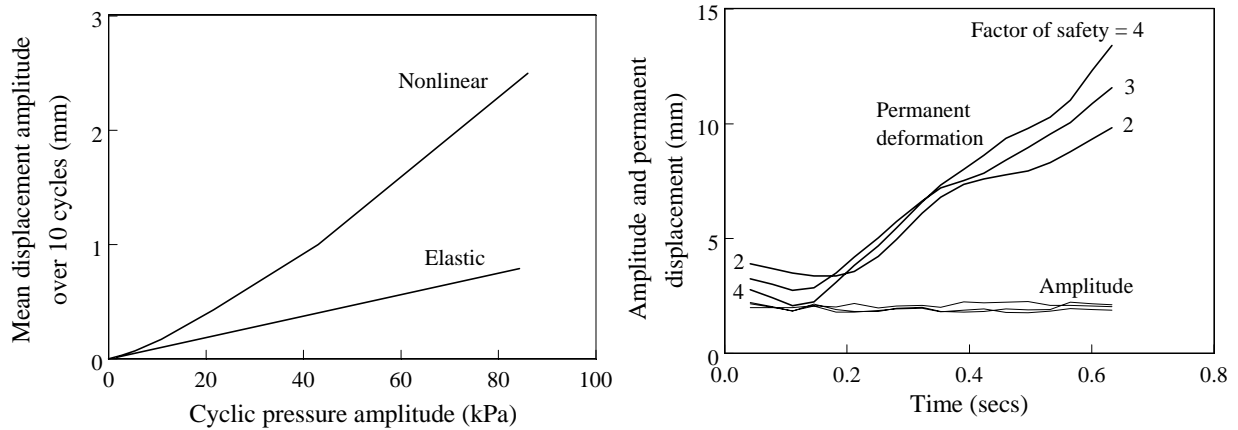 Mean displacement amplitude
over 10 cycles (mm)
3
2
1
0
Nonlinear
Elastic
0 20 40 60 80 100
Cyclic pressure amplitude (kPa)
Amplitude and permanent
displacement (mm)
15
10
5
0
Factor of safety = 4
3
2
Permanent
deformation
2
4
Amplitude
0.0 0.2 0.4 0.6 0.8
Time (secs)